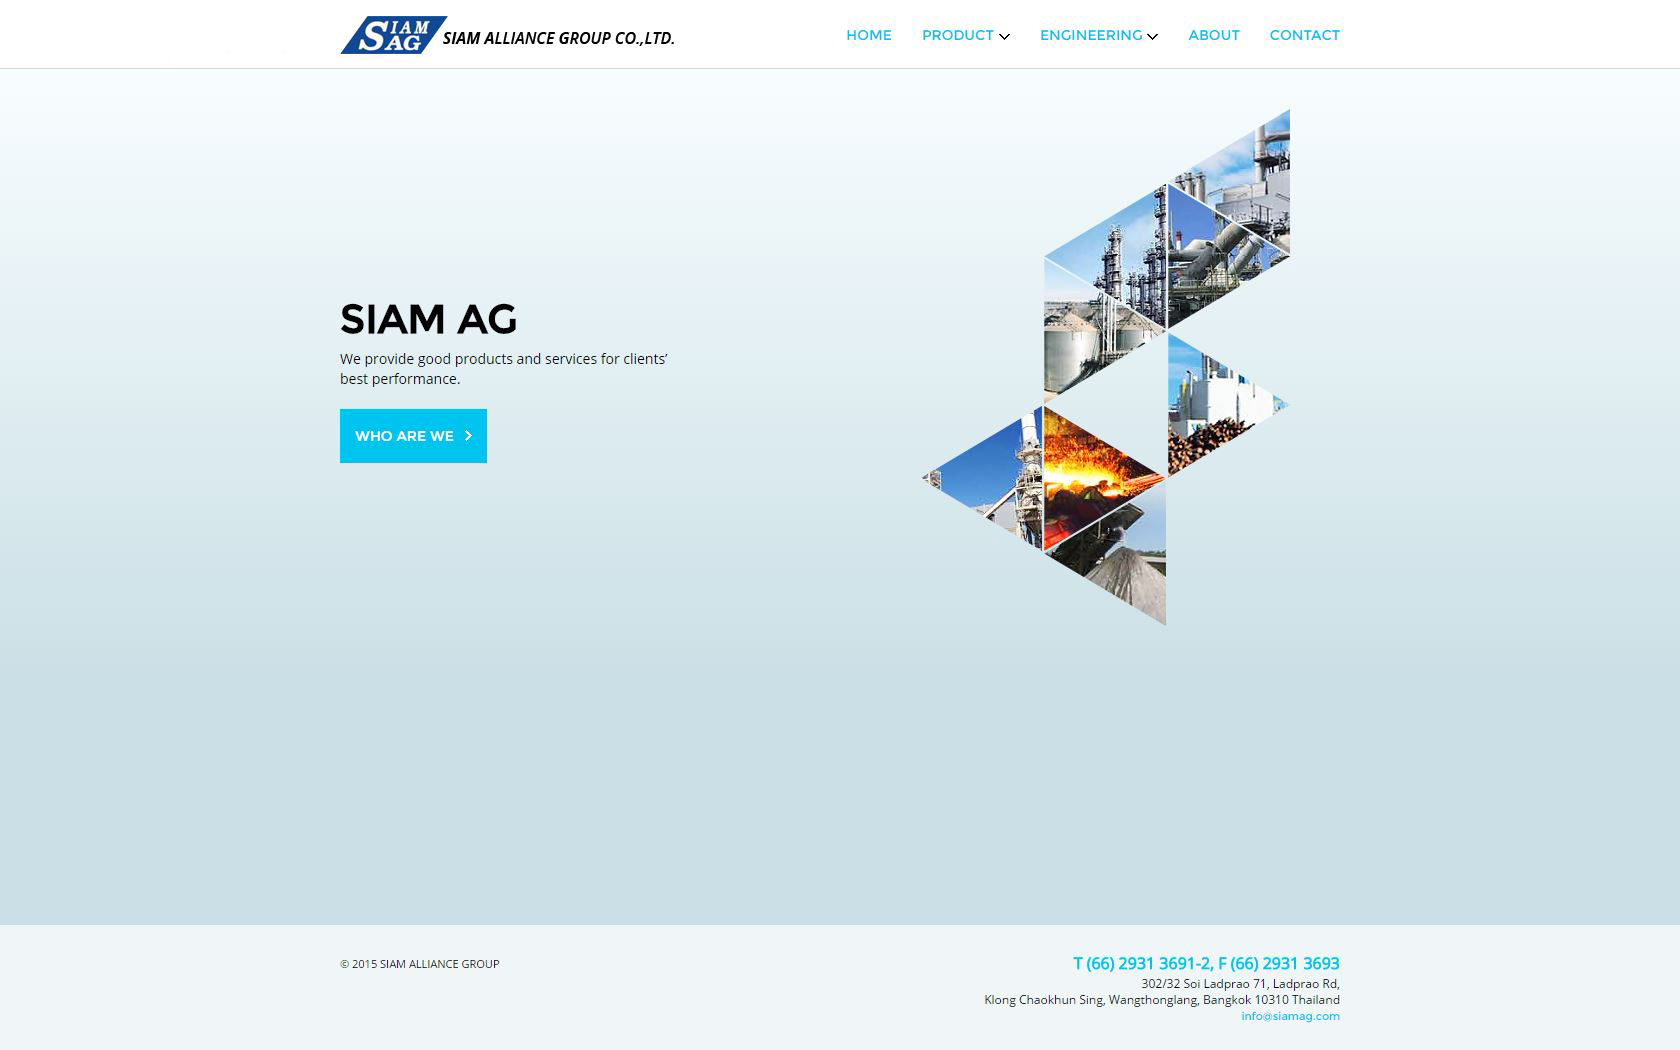 SIAM
AG
SIAM ALLIANCE GROUP CO.,LTD.
HOME PRODUCT ENGINEERING ABOUT CONTACT
SIAM AG
We provide good products and services for clients’
best performance.
WHO ARE WE
© 2015 SIAM ALLIANCE GROUP
T (66) 2931 3691-2, F (66) 2931 3693
302/32 Soi Ladprao 71, Ladprao Rd,
Klong Chaokhun Sing, Wangthonglang, Bangkok 10310 Thailand
info@siamag.com